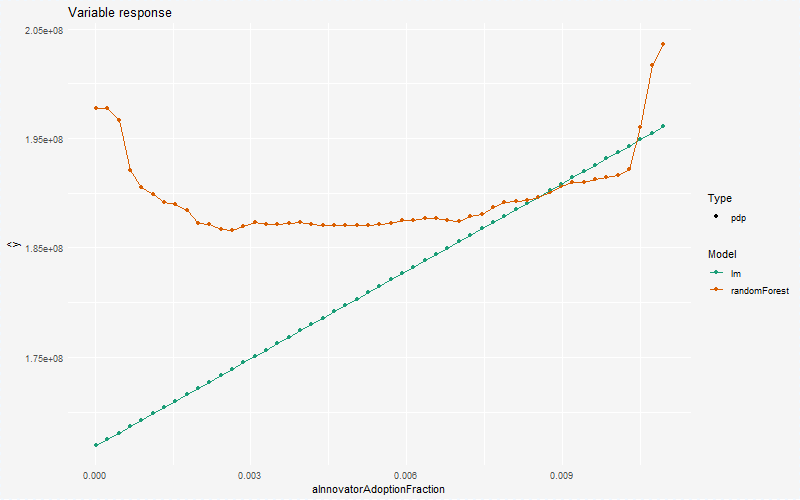 Variable response
2.05e+08
1.95e+08
1.85e+08
1.75e+08
ŷ
0.000
0.003
0.006
0.009
aInnovatorAdoptionFraction
Type
pdp
Model
lm
randomForest